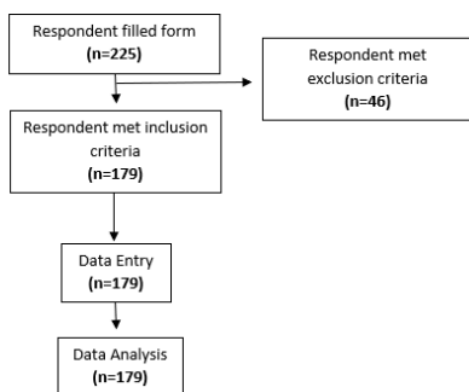 Respondent filled form
(n=225)
Respondent met
exclusion criteria
(n=46)
Respondent met inclusion
criteria
(n=179)
Data Entry
(n=179)
Data Analysis
(n=179)